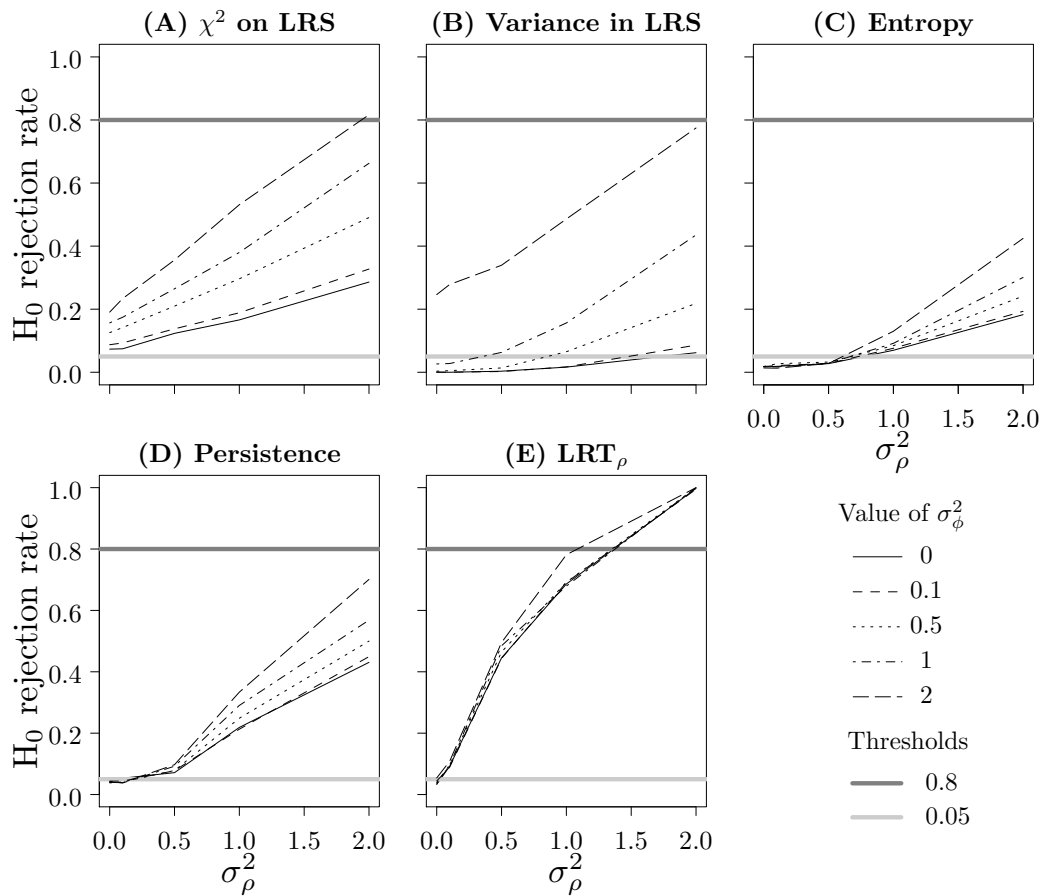 (A) χ² on LRS
(B) Variance in LRS
(C) Entropy
H₀ rejection rate
1.0
0.8
0.6
0.4
0.2
0.0
0.0 0.5 1.0 1.5 2.0
σ²ρ
(D) Persistence
(E) LRTρ
H₀ rejection rate
1.0
0.8
0.6
0.4
0.2
0.0
0.0 0.5 1.0 1.5 2.0
σ²ρ
0.0 0.5 1.0 1.5 2.0
σ²ρ
Value of σ²ϕ
0
0.1
0.5
1
2
Thresholds
0.8
0.05